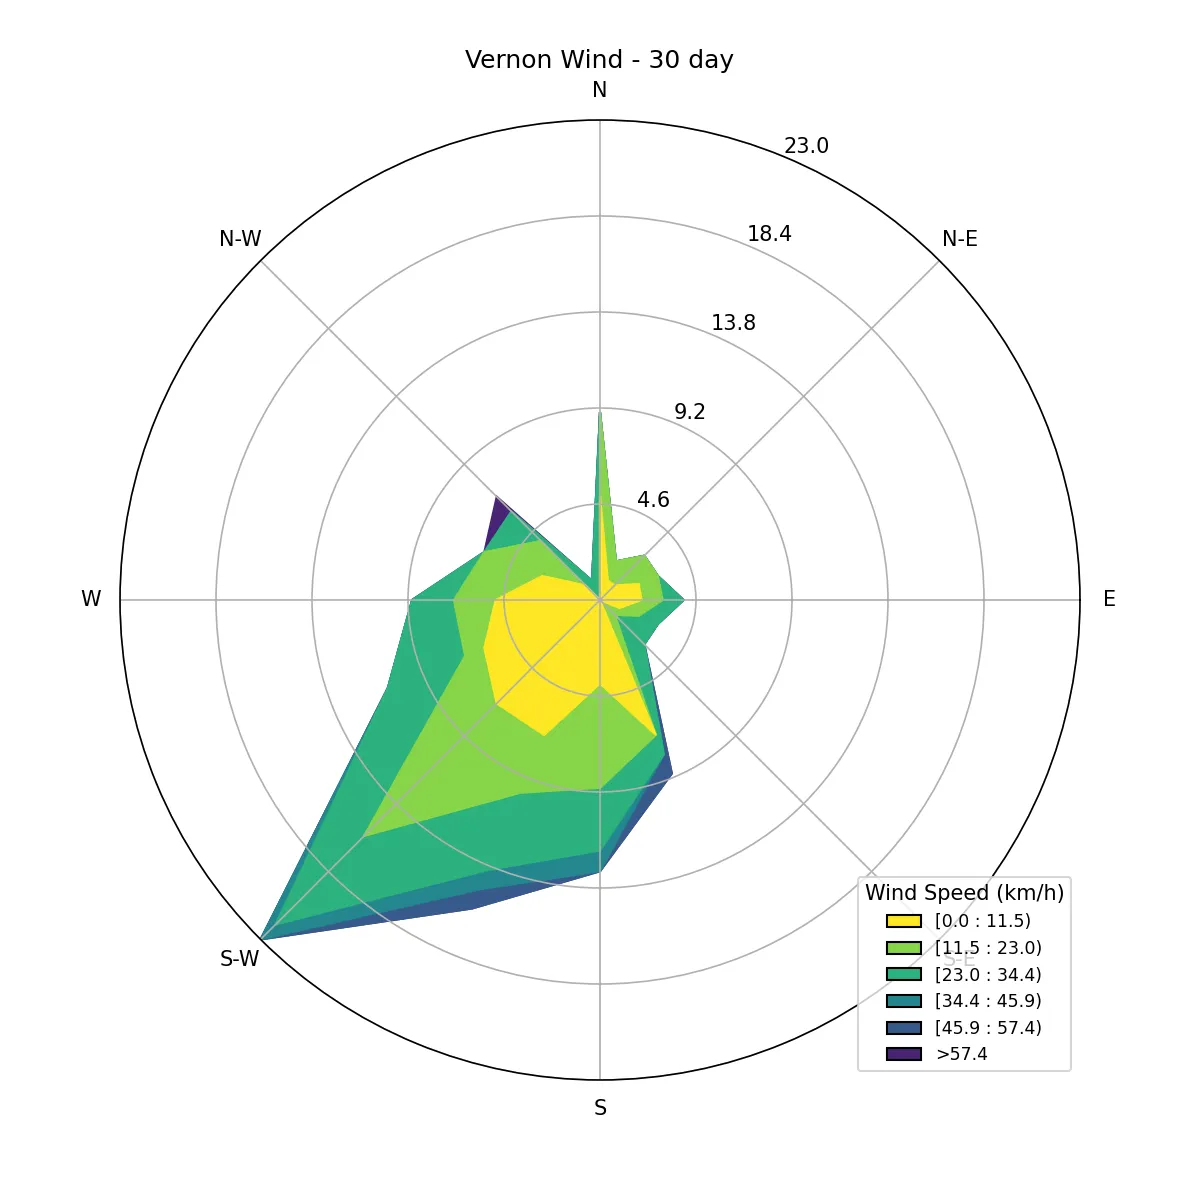 Vernon Wind - 30 day
N
23.0
N-W
18.4
N-E
13.8
9.2
4.6
W
E
S-W
S-E
S
Wind Speed (km/h)
[0.0 : 11.5)
[11.5 : 23.0)
[23.0 : 34.4)
[34.4 : 45.9)
[45.9 : 57.4)
>57.4